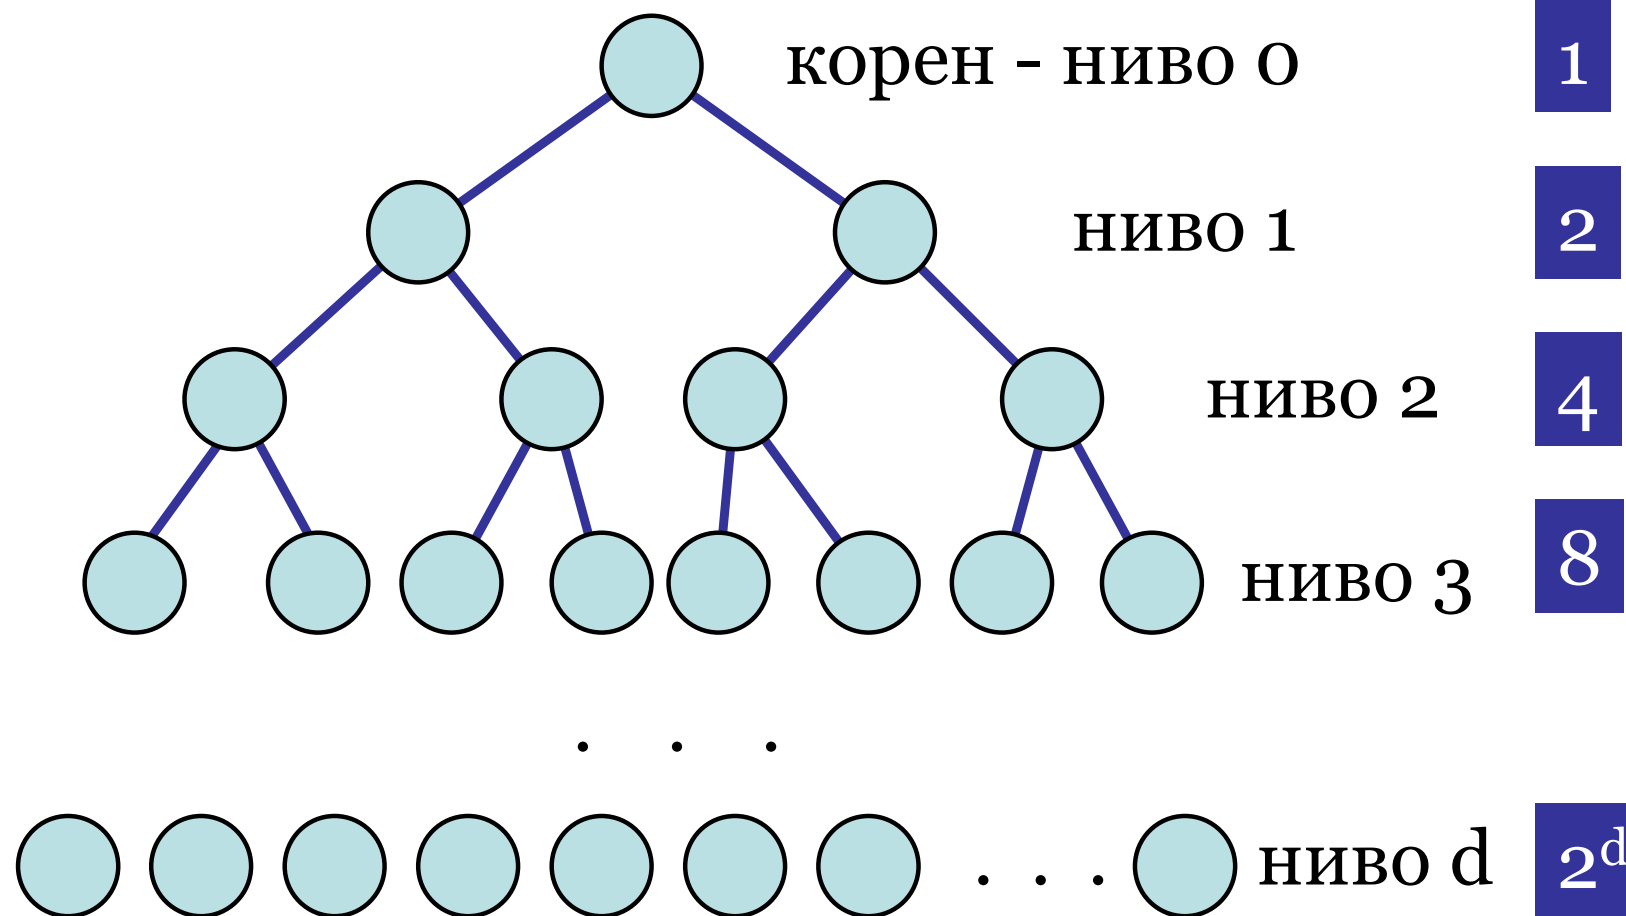 корен - ниво 0 1
ниво 1 2
ниво 2 4
ниво 3 8
. . .
. . . ниво d 2ᵈ